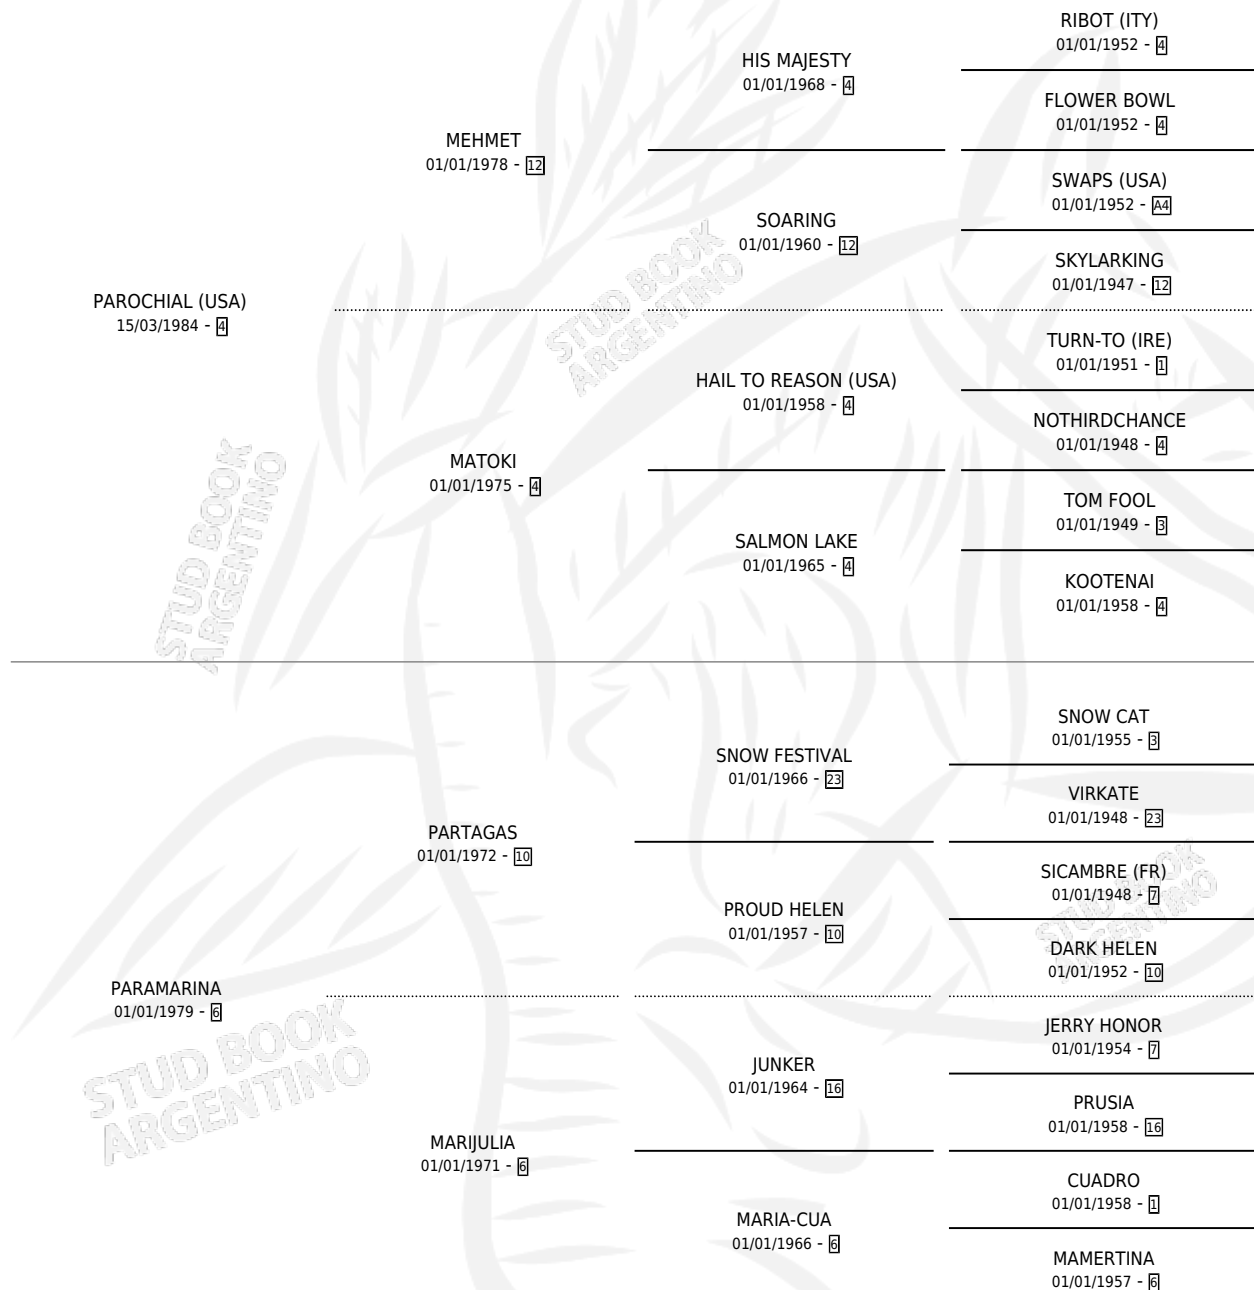 RIBOT (ITY)
01/01/1952 - 4
HIS MAJESTY
01/01/1968 - 4
FLOWER BOWL
01/01/1952 - 4
MEHMET
01/01/1978 - 12
SWAPS (USA)
01/01/1952 - A4
SOARING
01/01/1960 - 12
SKYLARKING
01/01/1947 - 12
PAROCHIAL (USA)
15/03/1984 - 4
TURN-TO (IRE)
01/01/1951 - 1
HAIL TO REASON (USA)
01/01/1958 - 4
NOTHIRDCHANCE
01/01/1948 - 4
MATOKI
01/01/1975 - 4
TOM FOOL
01/01/1949 - 3
SALMON LAKE
01/01/1965 - 4
KOOTENAI
01/01/1958 - 4
SNOW CAT
01/01/1955 - 3
SNOW FESTIVAL
01/01/1966 - 23
VIRKATE
01/01/1948 - 23
PARTAGAS
01/01/1972 - 10
SICAMBRE (FR)
01/01/1948 - 7
PROUD HELEN
01/01/1957 - 10
DARK HELEN
01/01/1952 - 10
PARAMARINA
01/01/1979 - 6
JERRY HONOR
01/01/1954 - 7
JUNKER
01/01/1964 - 16
PRUSIA
01/01/1958 - 16
MARIJULIA
01/01/1971 - 6
CUADRO
01/01/1958 - 1
MARIA-CUA
01/01/1966 - 6
MAMERTINA
01/01/1957 - 6
STUD BOOK
ARGENTINO
STUD BOOK
ARGENTINO
STUD BOOK
ARGENTINO
STUD BOOK
ARGENTINO